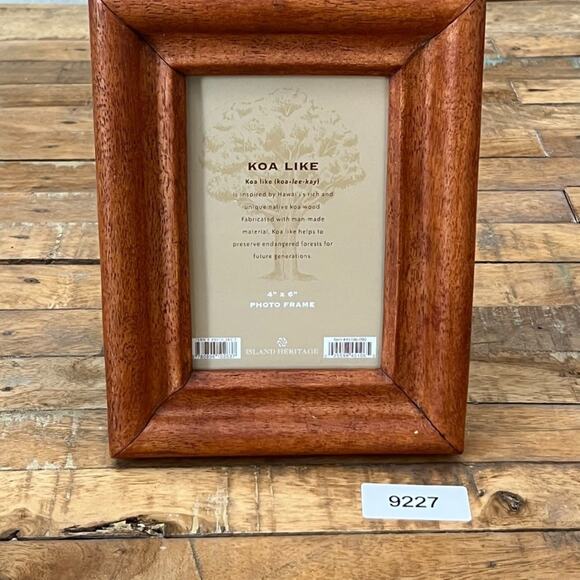 KOA LIKE
Koa like (koa-lee-kay)
is inspired by Hawai'i's rich and
unique native koa wood.
Fabricated with man-made
material, Koa like helps to
preserve endangered forests for
future generations.
4" x 6"
PHOTO FRAME
ISLAND HERITAGE
9227